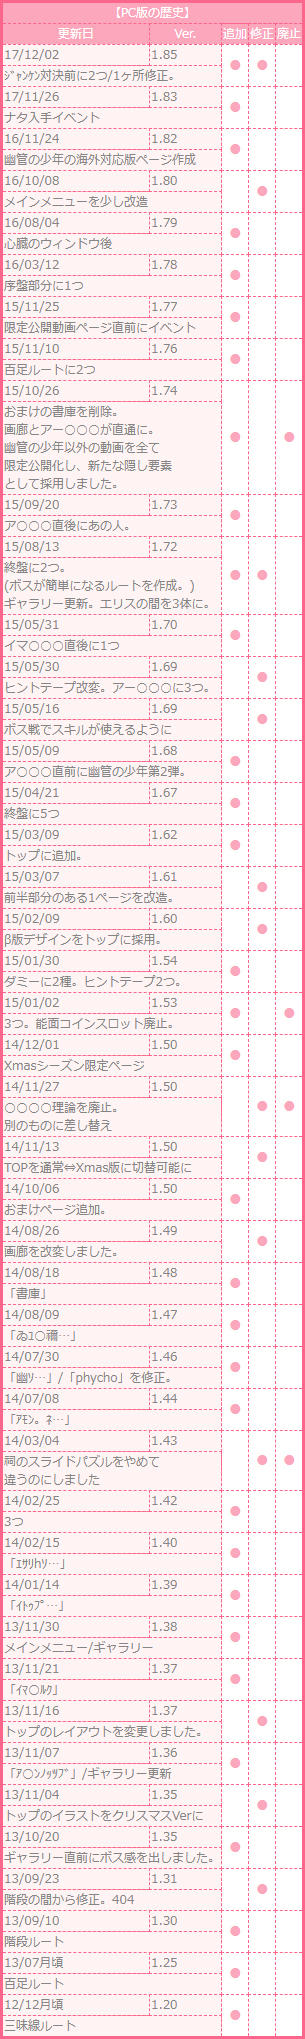 【PC版の歴史】
更新日 Ver. 追加 修正 廃止
17/12/02 1.85
ｼﾞｬﾝｹﾝ対決前に2つ/1ヶ所修正。
17/11/26 1.83
ナタ入手イベント
16/11/24 1.82
幽管の少年の海外対応版ページ作成
16/10/08 1.80
メインメニューを少し改造
16/08/04 1.79
心臓のウィンドウ後
16/03/12 1.78
序盤部分に1つ
15/11/25 1.77
限定公開動画ページ直前にイベント
15/11/10 1.76
百足ルートに2つ
15/10/26 1.74
おまけの書庫を削除。
画廊とアー○○○が直通に。
幽管の少年以外の動画を全て
限定公開化し、新たな隠し要素
として採用しました。
15/09/20 1.73
ア○○○直後にあの人。
15/08/13 1.72
終盤に2つ。
(ボスが簡単になるルートを作成。)
ギャラリー更新。エリスの間を3体に。
15/05/31 1.70
イマ○○○直後に1つ
15/05/30 1.69
ヒントテープ改変。アー○○○に3つ。
15/05/16 1.69
ボス戦でスキルが使えるように
15/05/09 1.68
ア○○○直前に幽管の少年第2弾。
15/04/21 1.67
終盤に5つ
15/03/09 1.62
トップに追加。
15/03/07 1.61
前半部分のある1ページを改造。
15/02/09 1.60
β版デザインをトップに採用。
15/01/30 1.54
ダミーに2種。ヒントテープ2つ。
15/01/02 1.53
3つ。能面コインスロット廃止。
14/12/01 1.50
Xmasシーズン限定ページ
14/11/27 1.50
○○○○理論を廃止。
別のものに差し替え
14/11/13 1.50
TOPを通常⇔Xmas版に切替可能に
14/10/06 1.50
おまけページ追加。
14/08/26 1.49
画廊を改変しました。
14/08/18 1.48
「書庫」
14/08/09 1.47
「ゐｺ○禰…」
14/07/30 1.46
「幽ｿ…」/「phycho」を修正。
14/07/08 1.44
「ｱﾓﾝ。ﾈ…」
14/03/04 1.43
祠のスライドパズルをやめて
違うのにしました
14/02/25 1.42
3つ
14/02/15 1.40
「ｴｻﾘhﾘ…」
14/01/14 1.39
「ｲﾄｩﾌﾟ…」
13/11/30 1.38
メインメニュー/ギャラリー
13/11/21 1.37
「ｲﾏ○ﾙｸ」
13/11/16 1.37
トップのレイアウトを変更しました。
13/11/07 1.36
「ｱ○ﾝﾉｯｻﾌﾞ」/ギャラリー更新
13/11/04 1.35
トップのイラストをクリスマスVerに
13/10/20 1.35
ギャラリー直前にボス感を出しました。
13/09/23 1.31
階段の間から修正。404
13/09/10 1.30
階段ルート
13/07月頃 1.25
百足ルート
12/12月頃 1.20
三味線ルート